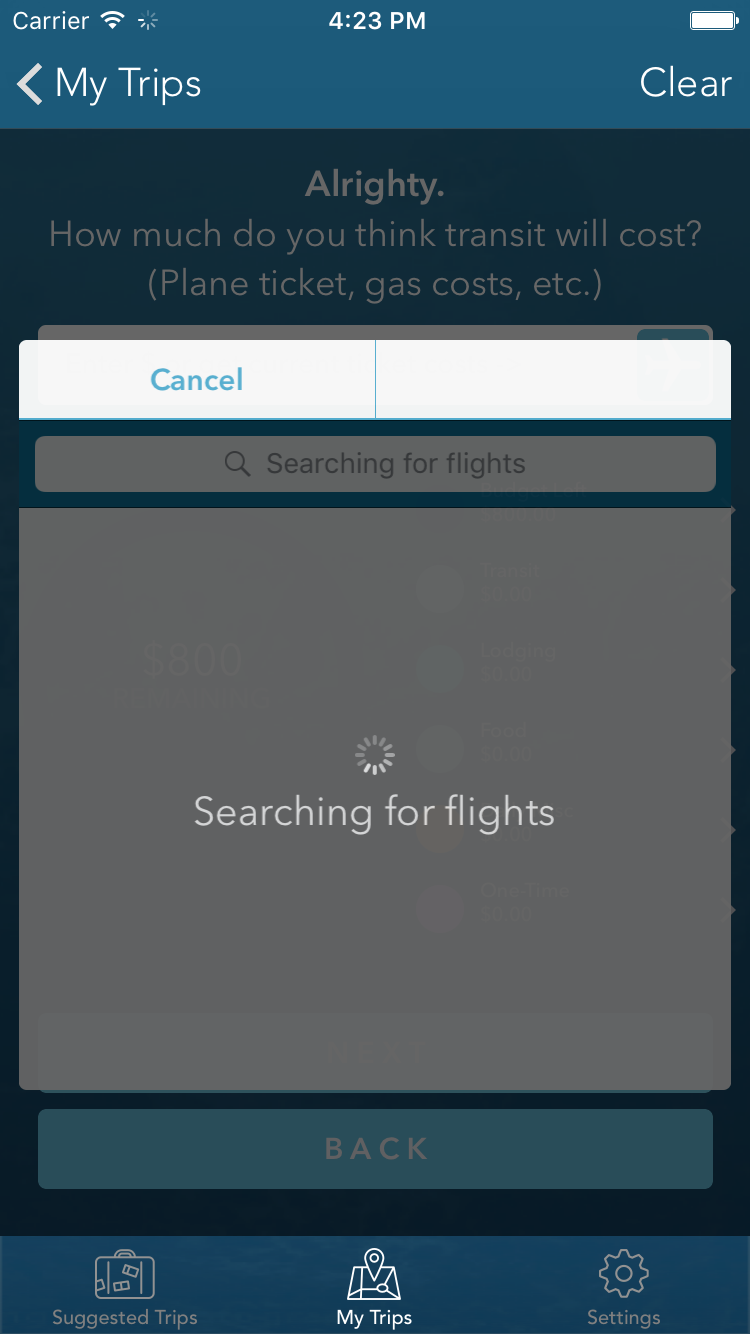 Carrier 4:23 PM
My Trips Clear
Alrighty.
How much do you think transit will cost?
(Plane ticket, gas costs, etc.)
Cancel
Searching for flights
Budget Left
$800.00
Transit
$0.00
$800
REMAINING
Lodging
$0.00
Food
$0.00
Searching for flights
One-Time
$0.00
BACK
Suggested Trips My Trips Settings